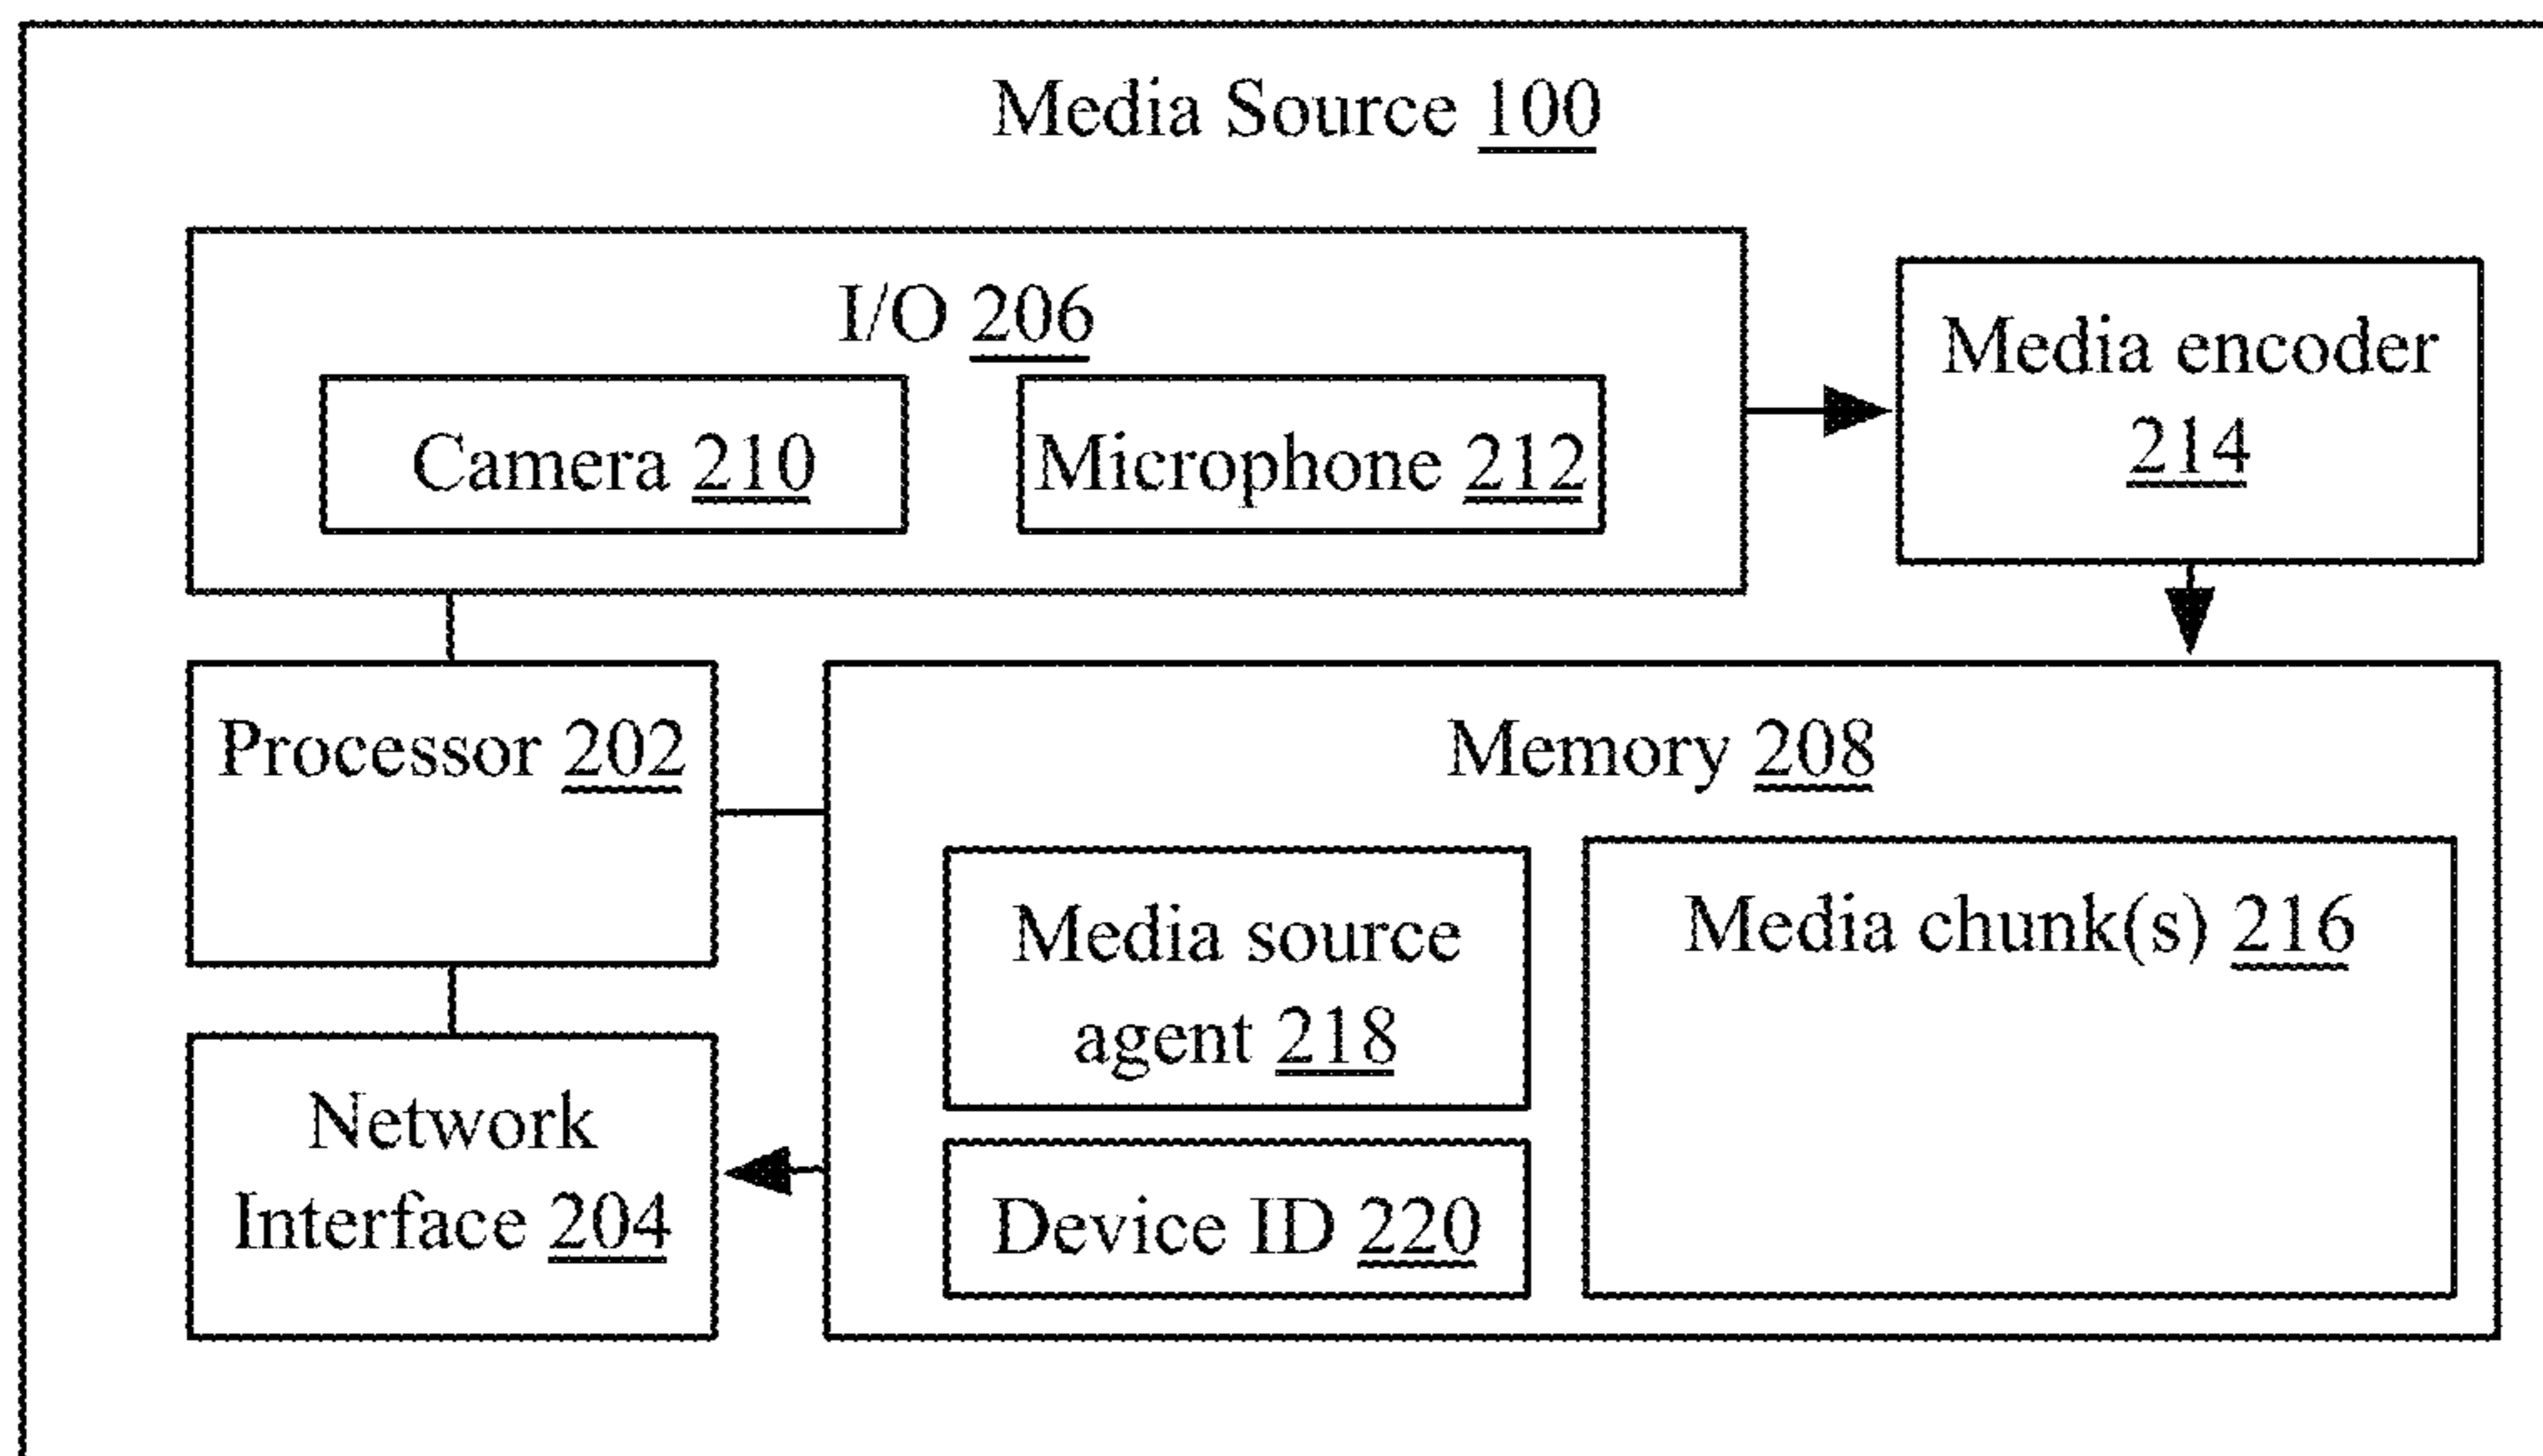 Media Source 100
I/O 206
Camera 210
Microphone 212
Media encoder
214
Processor 202
Memory 208
Media source
agent 218
Media chunk(s) 216
Network
Interface 204
Device ID 220